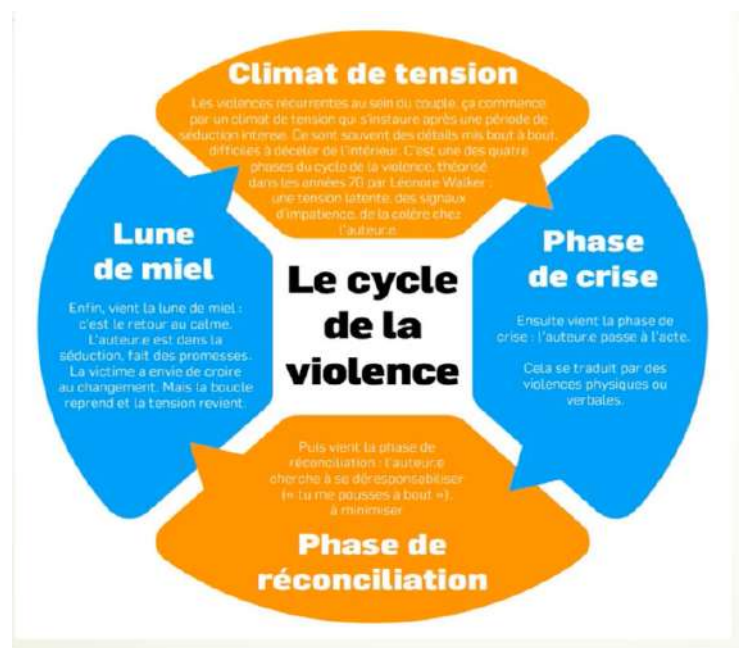 Climat de tension
Les violences récurrentes au sein du couple, ça commence
par un climat de tension qui s'instaure après une période de
séduction intense. Ce sont souvent des détails mis bout à bout,
difficiles à déceler de l'intérieur. C'est une des quatre
phases du cycle de la violence, théorisé
dans les années 70 par Léonore Walker :
une tension latente, des signaux
d'impatience, de la colère chez
l'auteur.e
Phase
de crise
Ensuite vient la phase de
crise : l'auteur.e passe à l'acte.
Cela se traduit par des
violences physiques ou
verbales.
Le cycle
de la
violence
Puis vient la phase de
réconciliation : l'auteur.e
cherche à se déresponsabiliser
(« tu me pousses à bout »),
à minimiser
Phase de
réconciliation
Lune
de miel
Enfin, vient la lune de miel :
c'est le retour au calme.
L'auteur.e est dans la
séduction, fait des promesses.
La victime a envie de croire
au changement. Mais la boucle
reprend et la tension revient.